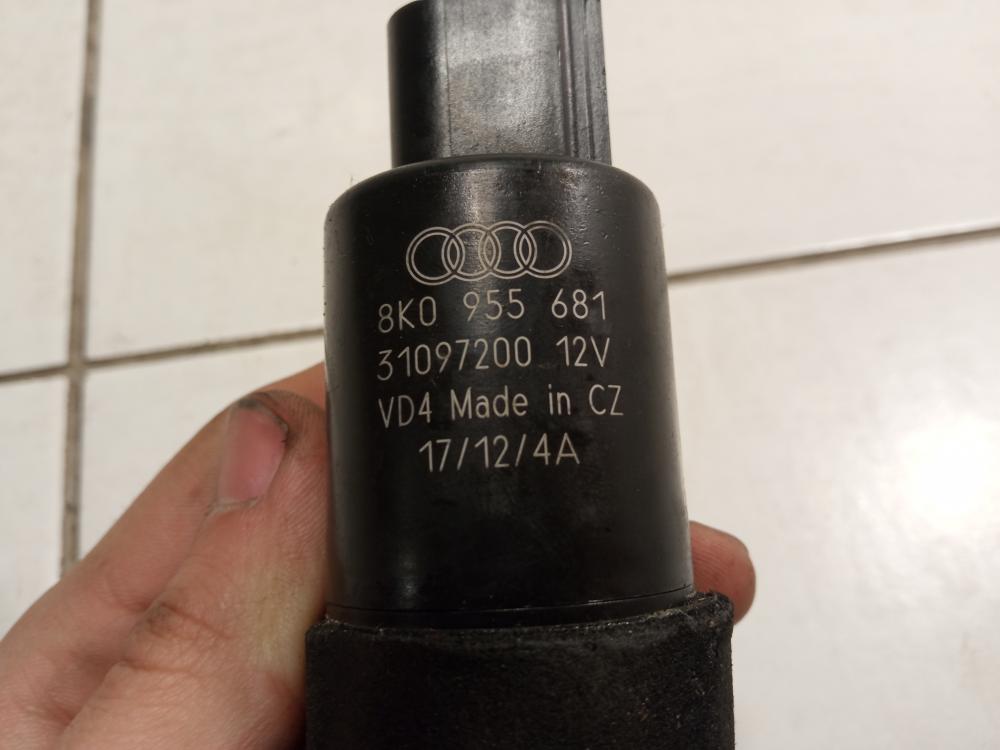 8K0 955 681
31097200 12V
VD4 Made in CZ
17/12/4A